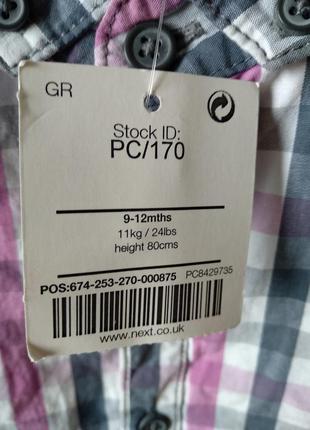 GR
Stock ID:
PC/170
9-12mths
11kg / 24lbs
height 80cms
POS:674-253-270-000875 PC8429735
www.next.co.uk